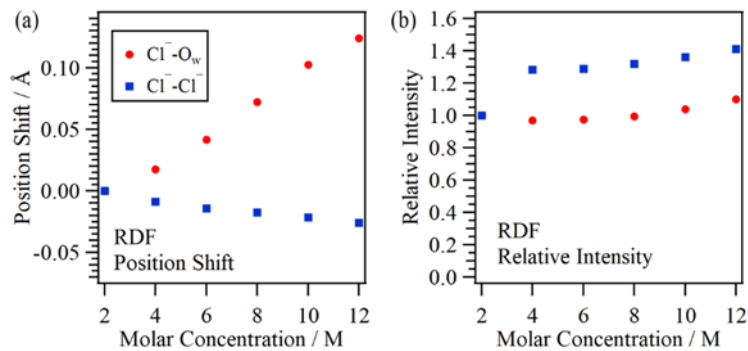 (a)
Cl⁻-O_w
Cl⁻-Cl⁻
0.10
0.05
0.00
-0.05
Position Shift / Å
RDF
Position Shift
2 4 6 8 10 12
Molar Concentration / M
(b)
1.6
1.4
1.2
1.0
0.8
0.6
0.4
0.2
0.0
Relative Intensity
RDF
Relative Intensity
2 4 6 8 10 12
Molar Concentration / M